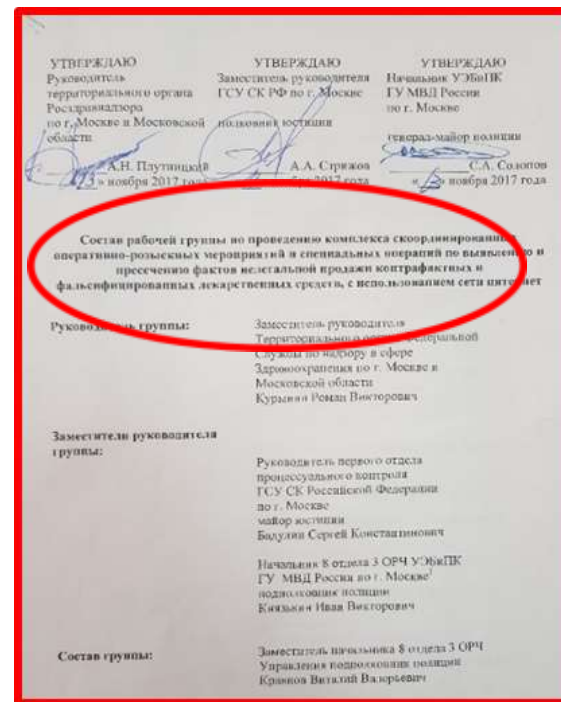 УТВЕРЖДАЮ
Руководитель
территориального органа
Росздравнадзора
по г. Москве и Московской
области
А.Н. Плутницкий
« 13 » ноября 2017 года
УТВЕРЖДАЮ
Заместитель руководителя
ГСУ СК РФ по г. Москве
полковник юстиции
А.А. Стрижов
ноября 2017 года
УТВЕРЖДАЮ
Начальник УЭБиПК
ГУ МВД России
по г. Москве
генерал-майор полиции
С.А. Солопов
« 13 » ноября 2017 года
Состав рабочей группы по проведению комплекса скоординированных
оперативно-розыскных мероприятий и специальных операций по выявлению и
пресечению фактов нелегальной продажи контрафактных и
фальсифицированных лекарственных средств, с использованием сети интернет
Руководитель группы:
Заместитель руководителя
Территориального органа Федеральной
Службы по надзору в сфере
Здравоохранения по г. Москве и
Московской области
Курынин Роман Викторович
Заместители руководителя
группы:
Руководитель первого отдела
процессуального контроля
ГСУ СК Российской Федерации
по г. Москве
майор юстиции
Бадулин Сергей Константинович
Начальник 8 отдела 3 ОРЧ УЭБиПК
ГУ МВД России по г. Москве
подполковник полиции
Князькин Иван Викторович
Состав группы:
Заместитель начальника 8 отдела 3 ОРЧ
Управления подполковник полиции
Виталий Валорьевич